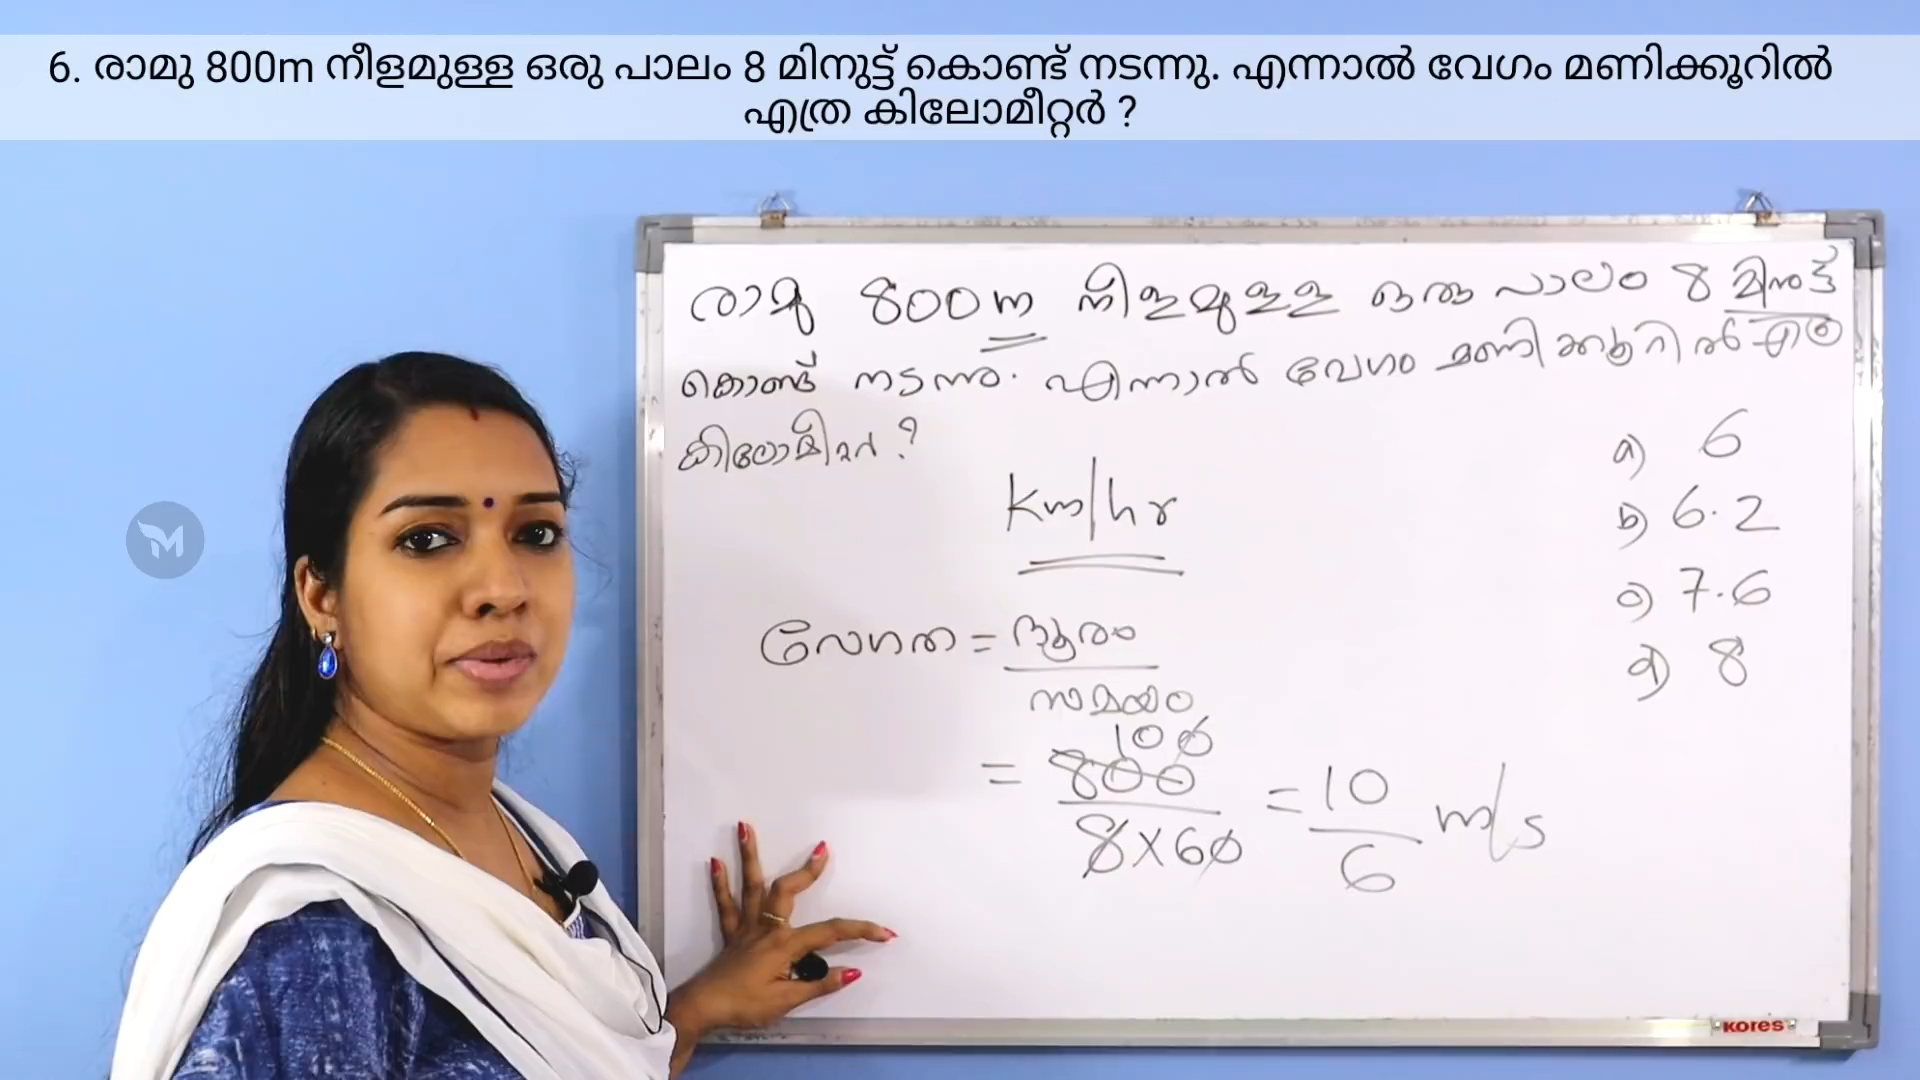 6. രാമു 800m നീളമുള്ള ഒരു പാലം 8 മിനുട്ട് കൊണ്ട് നടന്നു. എന്നാൽ വേഗം മണിക്കൂറിൽ
എത്ര കിലോമീറ്റർ ?
രാമു 800m നീളമുള്ള ഒരു പാലം 8 മിനുട്ട്
കൊണ്ട് നടന്നു. എന്നാൽ വേഗം മണിക്കൂറിൽ എത്ര
കിലോമീറ്റർ ?
km/hr
a) 6
b) 6.2
c) 7.6
d) 8
വേഗത = ദൂരം
സമയം
100
= 800
8x60
= 10
6
m/s
M
kores